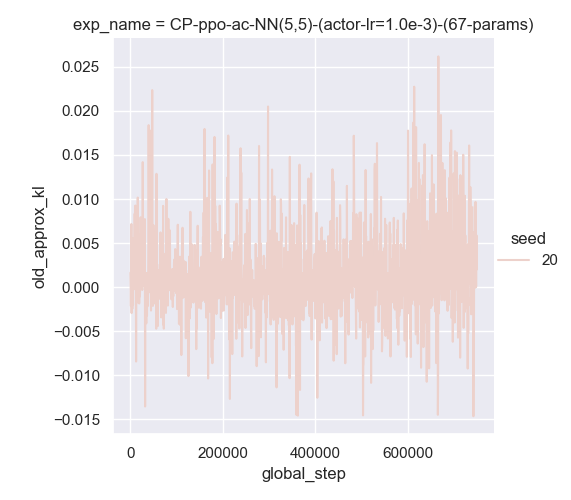 exp_name = CP-ppo-ac-NN(5,5)-(actor-lr=1.0e-3)-(67-params)
0.025
0.020
0.015
0.010
0.005
0.000
−0.005
−0.010
−0.015
old_approx_kl
0 200000 400000 600000
global_step
seed
20